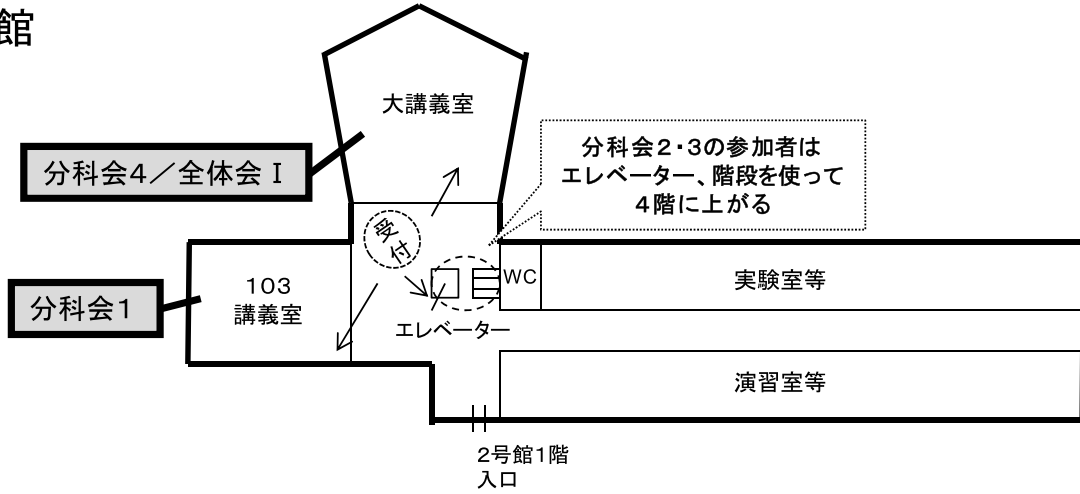 館
大講義室
分科会２・３の参加者は
エレベーター、階段を使って
４階に上がる
分科会４／全体会Ⅰ
受付
WC
実験室等
１０３
講義室
分科会１
エレベーター
演習室等
２号館１階
入口